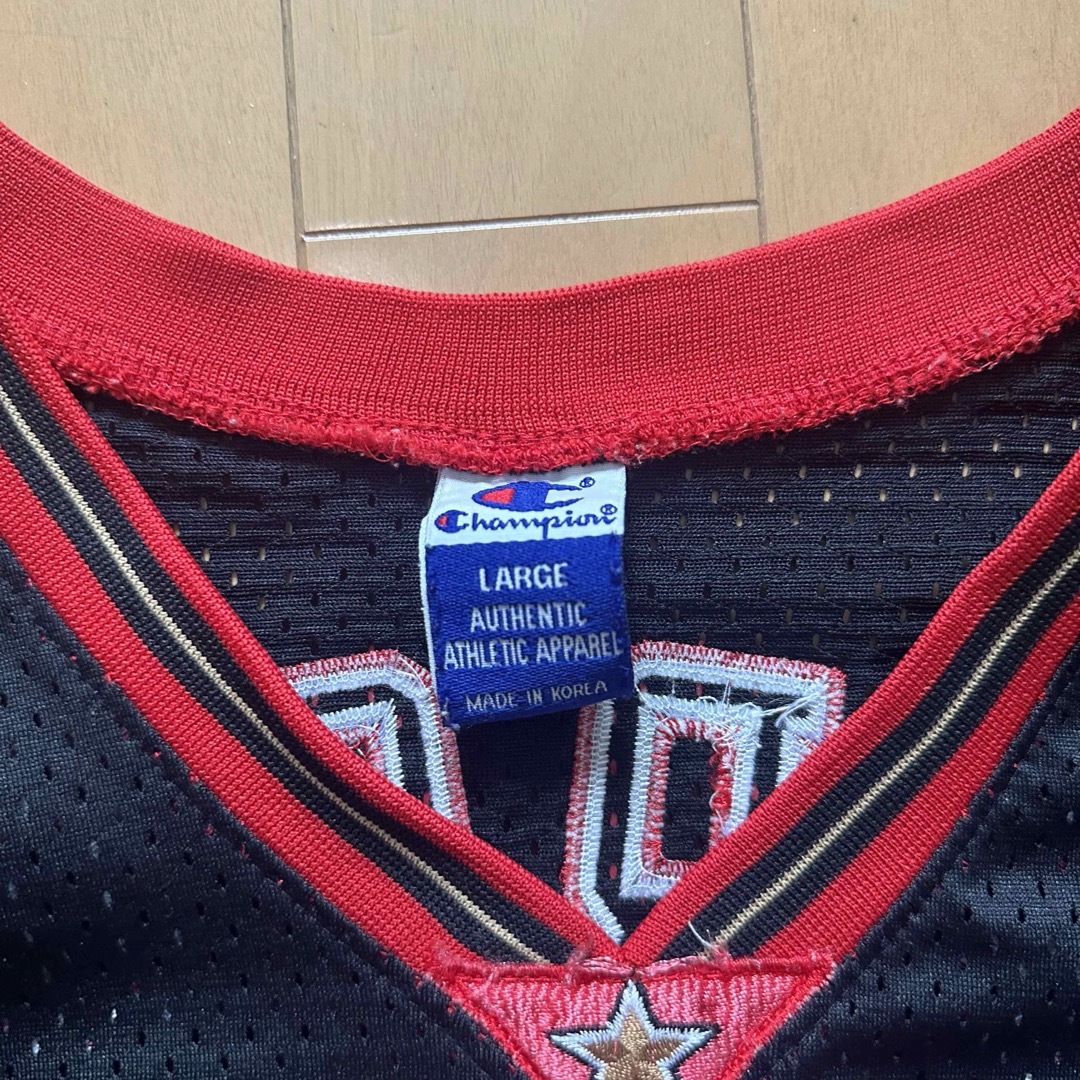 Champion®
LARGE
AUTHENTIC
ATHLETIC APPAREL
MADE IN KOREA